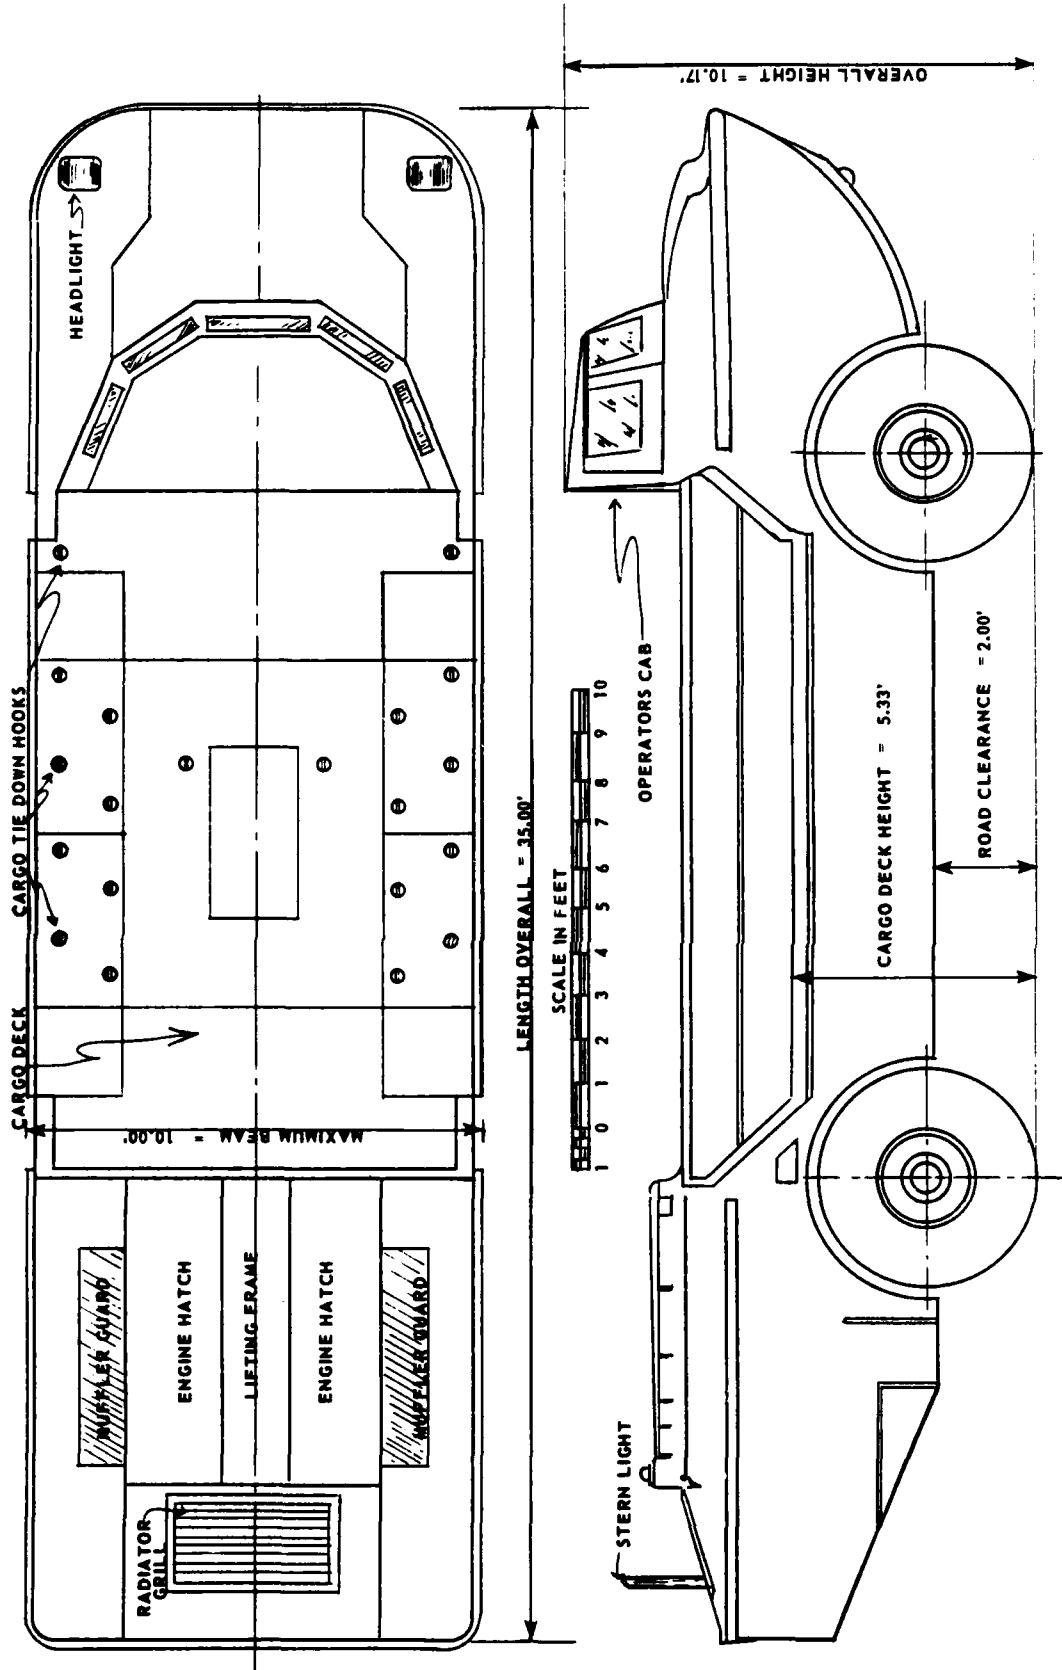 HEADLIGHT
CARGO TIE DOWN HOOKS
CARGO DECK
MAXIMUM BEAM = 10.00'
MUFFLER GUARD
ENGINE HATCH
LIFTING FRAME
ENGINE HATCH
MUFFLER GUARD
RADIATOR
GRILL
LENGTH OVERALL = 35.00'
SCALE IN FEET
1 0 1 2 3 4 5 6 7 8 9 10
OVERALL HEIGHT = 10.17'
OPERATORS CAB
CARGO DECK HEIGHT = 5.33'
ROAD CLEARANCE = 2.00'
STERN LIGHT